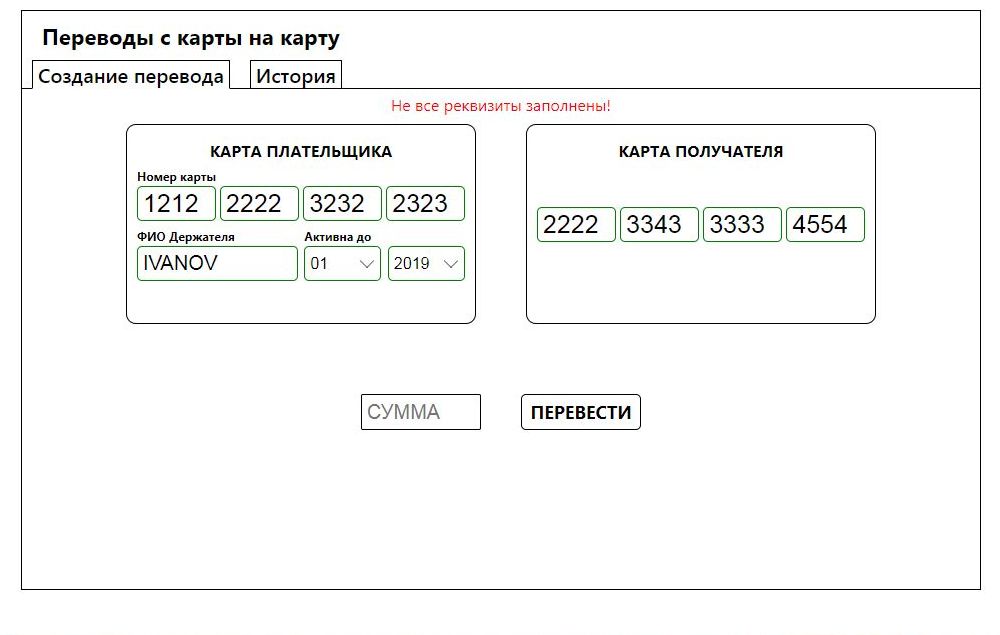 Переводы с карты на карту
Создание перевода История
Не все реквизиты заполнены!
КАРТА ПЛАТЕЛЬЩИКА
Номер карты
1212 2222 3232 2323
ФИО Держателя Активна до
IVANOV 01 2019
КАРТА ПОЛУЧАТЕЛЯ
2222 3343 3333 4554
СУММА ПЕРЕВЕСТИ